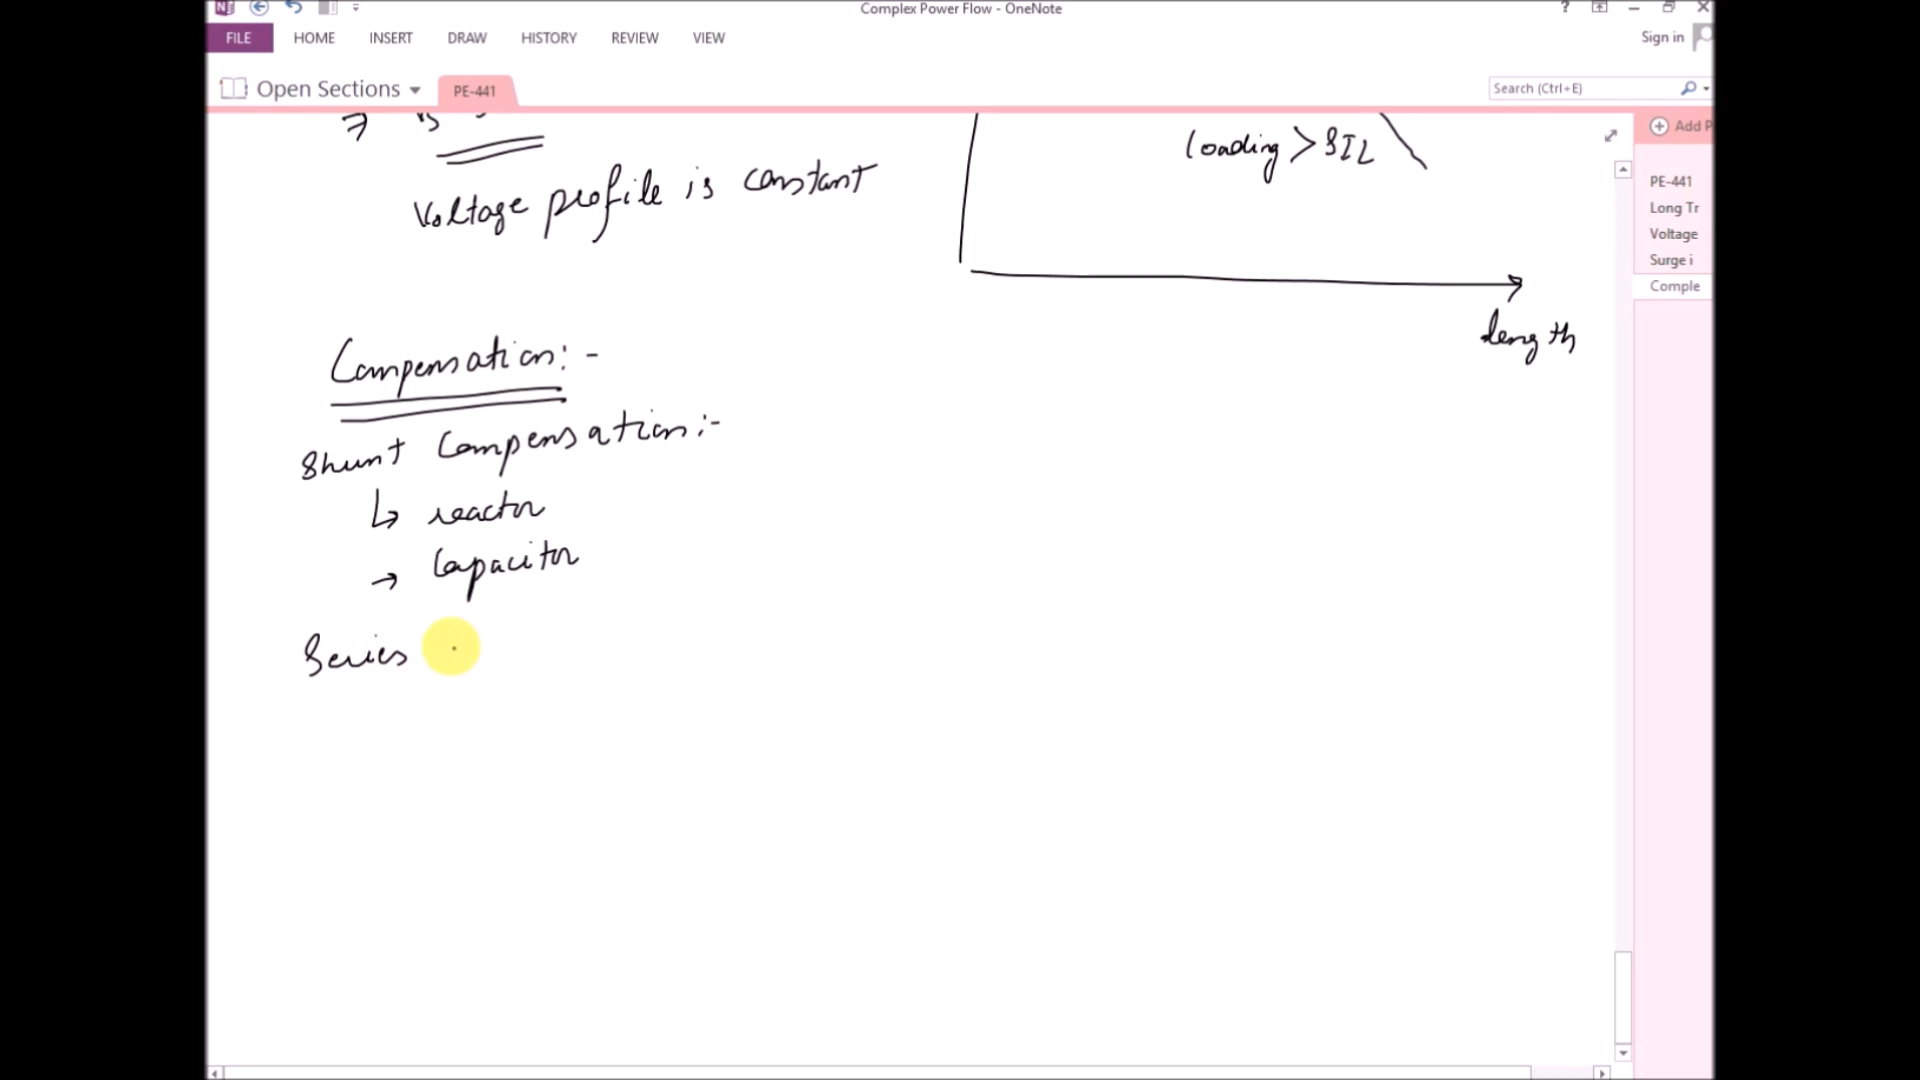 Complex Power Flow - OneNote
FILE HOME INSERT DRAW HISTORY REVIEW VIEW
Sign in
Open Sections
PE-441
Search (Ctrl+E)
Add P
PE-441
Long Tr
Voltage
Surge i
Comple
Voltage profile is constant
loading > SIL
length
Compensation: -
Shunt Compensation:-
↳ reactor
→ Capacitor
Series